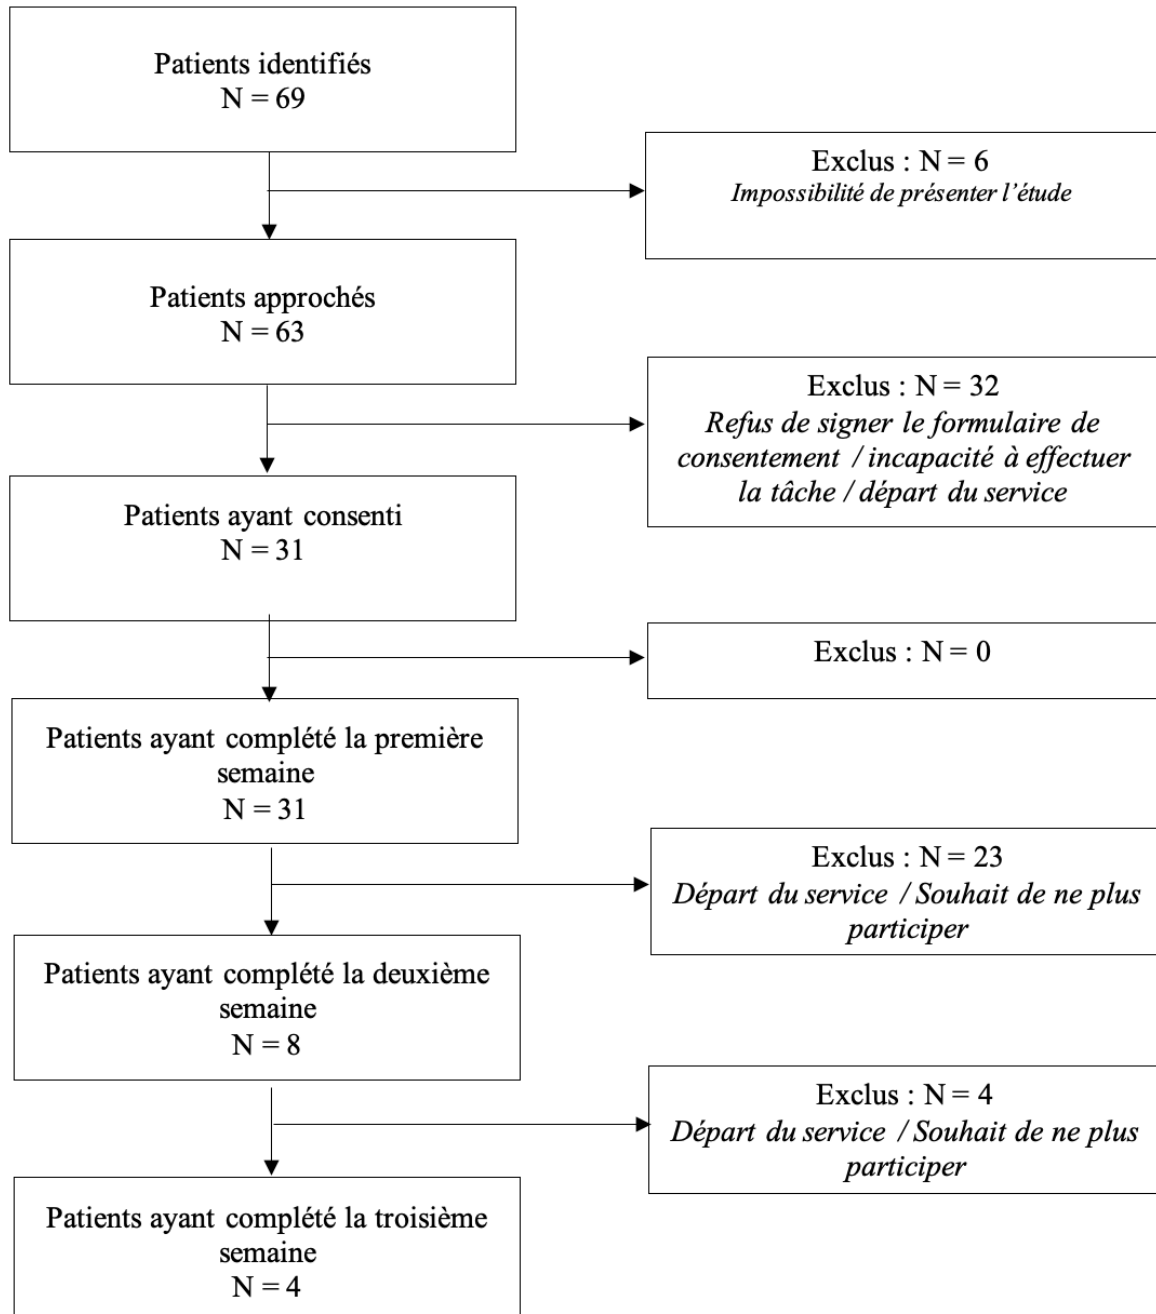 Patients identifiés
N = 69
Exclus : N = 6
Impossibilité de présenter l’étude
Patients approchés
N = 63
Exclus : N = 32
Refus de signer le formulaire de
consentement / incapacité à effectuer
la tâche / départ du service
Patients ayant consenti
N = 31
Exclus : N = 0
Patients ayant complété la première
semaine
N = 31
Exclus : N = 23
Départ du service / Souhait de ne plus
participer
Patients ayant complété la deuxième
semaine
N = 8
Exclus : N = 4
Départ du service / Souhait de ne plus
participer
Patients ayant complété la troisième
semaine
N = 4